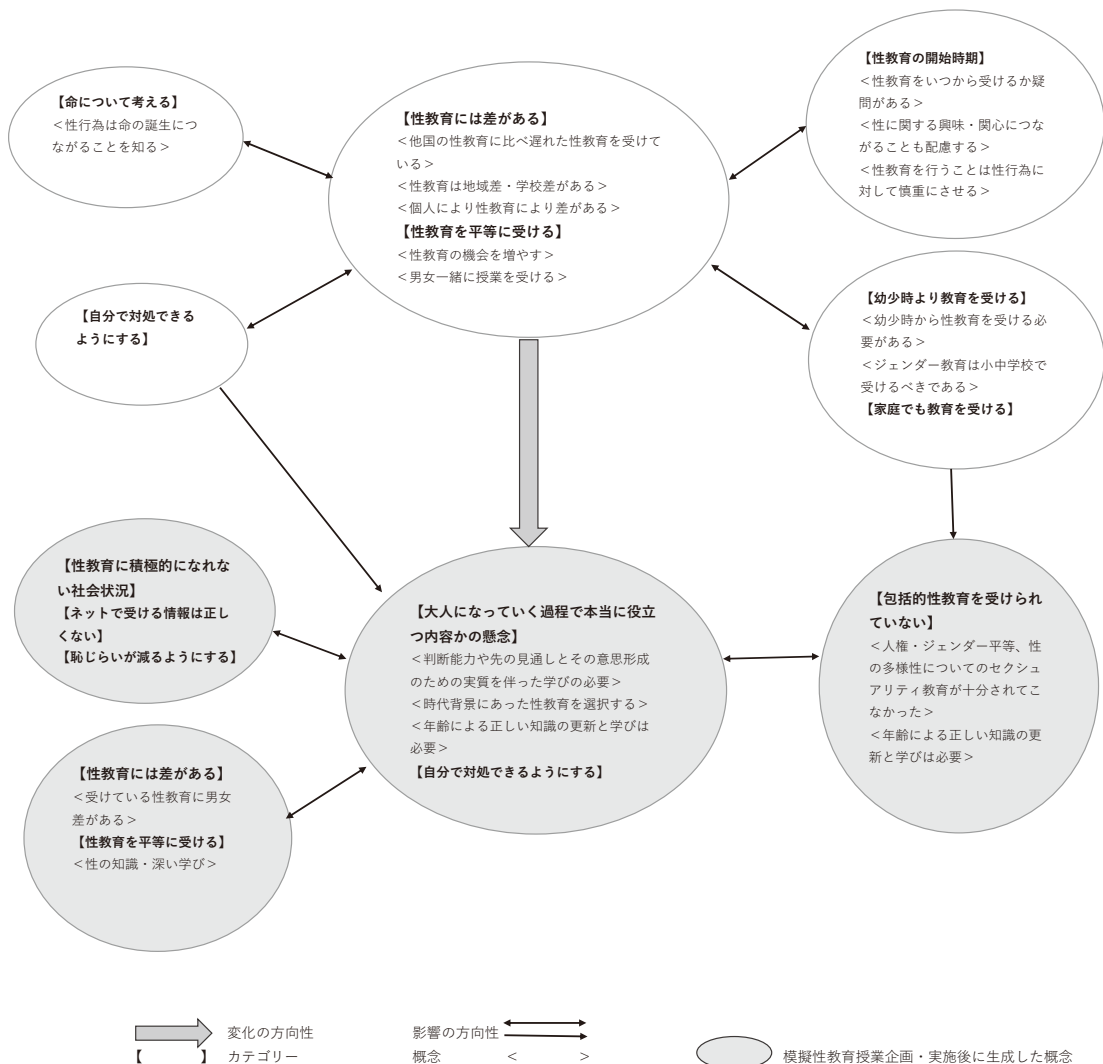 【命について考える】
＜性行為は命の誕生につ
ながることを知る＞
【性教育には差がある】
＜他国の性教育に比べ遅れた性教育を受けて
いる＞
＜性教育は地域差・学校差がある＞
＜個人により性教育により差がある＞
【性教育を平等に受ける】
＜性教育の機会を増やす＞
＜男女一緒に授業を受ける＞
【性教育の開始時期】
＜性教育をいつから受けるか疑
問がある＞
＜性に関する興味・関心につな
がることも配慮する＞
＜性教育を行うことは性行為に
対して慎重にさせる＞
【自分で対処できる
ようにする】
【幼少時より教育を受ける】
＜幼少時から性教育を受ける必
要がある＞
＜ジェンダー教育は小中学校で
受けるべきである＞
【家庭でも教育を受ける】
【性教育に積極的になれな
い社会状況】
【ネットで受ける情報は正し
くない】
【恥じらいが減るようにする】
【大人になっていく過程で本当に役立
つ内容かの懸念】
＜判断能力や先の見通しとその意思形成
のための実質を伴った学びの必要＞
＜時代背景にあった性教育を選択する＞
＜年齢による正しい知識の更新と学びは
必要＞
【自分で対処できるようにする】
【包括的性教育を受けられ
ていない】
＜人権・ジェンダー平等、性
の多様性についてのセクシュ
アリティ教育が十分されてこ
なかった＞
＜年齢による正しい知識の更
新と学びは必要＞
【性教育には差がある】
＜受けている性教育に男女
差がある＞
【性教育を平等に受ける】
＜性の知識・深い学び＞
変化の方向性
影響の方向性
【　　】 カテゴリー
概念 ＜　　＞
模擬性教育授業企画・実施後に生成した概念